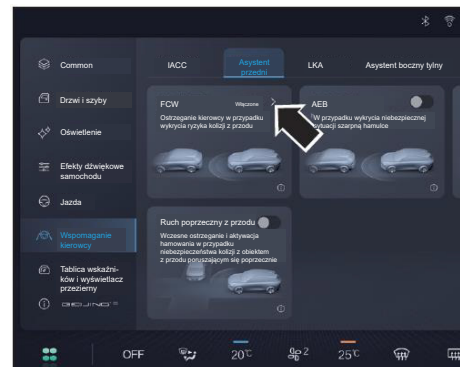 Common
Drzwi i szyby
Oświetlenie
Efekty dźwiękowe
samochodu
Jazda
Wspomaganie
kierowcy
Tablica wskaźni-
ków i wyświetlacz
przezierny
IACC
Asystent
przedni
LKA
Asystent boczny tylny
FCW
Włączone
Ostrzeganie kierowcy w przypadku
wykrycia ryzyka kolizji z przodu
AEB
W przypadku wykrycia niebezpiecznej
sytuacji szarpną hamulce
Ruch poprzeczny z przodu
Wczesne ostrzeganie i aktywacja
hamowania w przypadku
niebezpieczeństwa kolizji z obiektem
z przodu poruszającym się poprzecznie
OFF
20°C
2
25°C